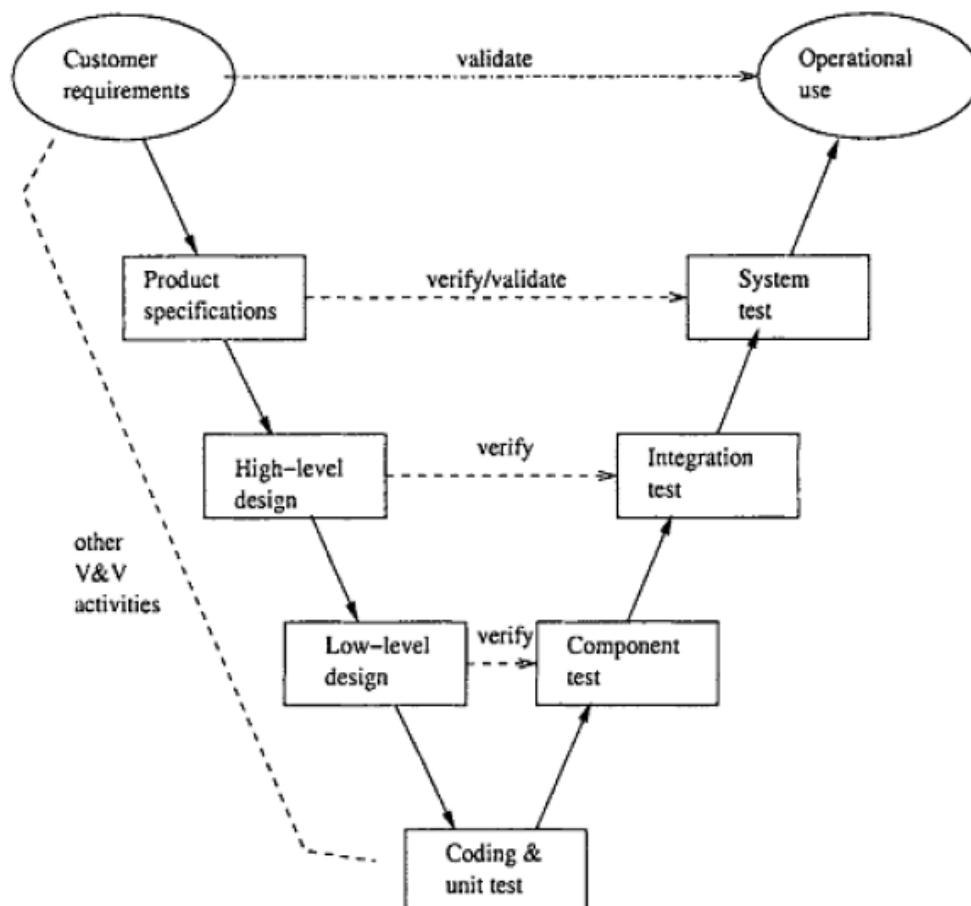 Customer
requirements
validate
Operational
use
Product
specifications
verify/validate
System
test
High-level
design
verify
Integration
test
other
V&V
activities
Low-level
design
verify
Component
test
Coding &
unit test